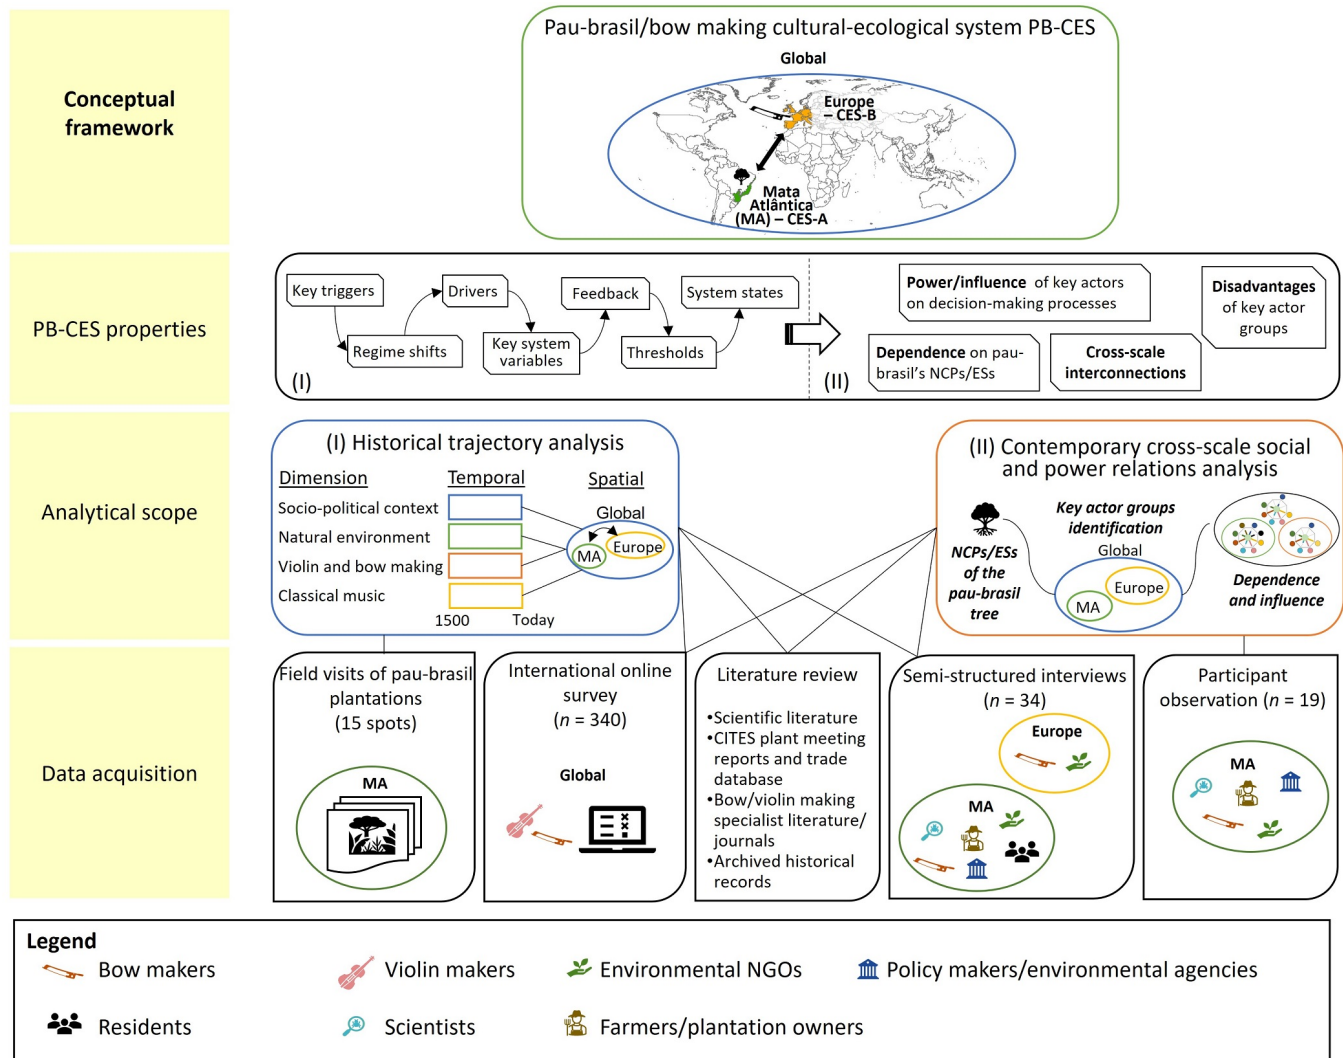 Conceptual
framework
Pau-brasil/bow making cultural-ecological system PB-CES
Global
Europe
– CES-B
Mata
Atlântica
(MA) – CES-A
PB-CES properties
Key triggers
Regime shifts
Drivers
Key system
variables
Feedback
Thresholds
System states
(I)
(II)
Power/influence of key actors
on decision-making processes
Disadvantages
of key actor
groups
Dependence on pau-
brasil's NCPs/ESs
Cross-scale
interconnections
Analytical scope
(I) Historical trajectory analysis
Dimension
Temporal
Spatial
Socio-political context
Natural environment
Violin and bow making
Classical music
1500
Today
Global
MA
Europe
(II) Contemporary cross-scale social
and power relations analysis
NCPs/ESs
of the
pau-brasil
tree
Key actor groups
identification
Global
Europe
MA
Dependence
and influence
Data acquisition
Field visits of pau-brasil
plantations
(15 spots)
MA
International online
survey
(n = 340)
Global
Literature review
•Scientific literature
•CITES plant meeting
reports and trade
database
•Bow/violin making
specialist literature/
journals
•Archived historical
records
Semi-structured interviews
(n = 34)
Europe
MA
Participant
observation (n = 19)
MA
Legend
Bow makers
Violin makers
Environmental NGOs
Policy makers/environmental agencies
Residents
Scientists
Farmers/plantation owners